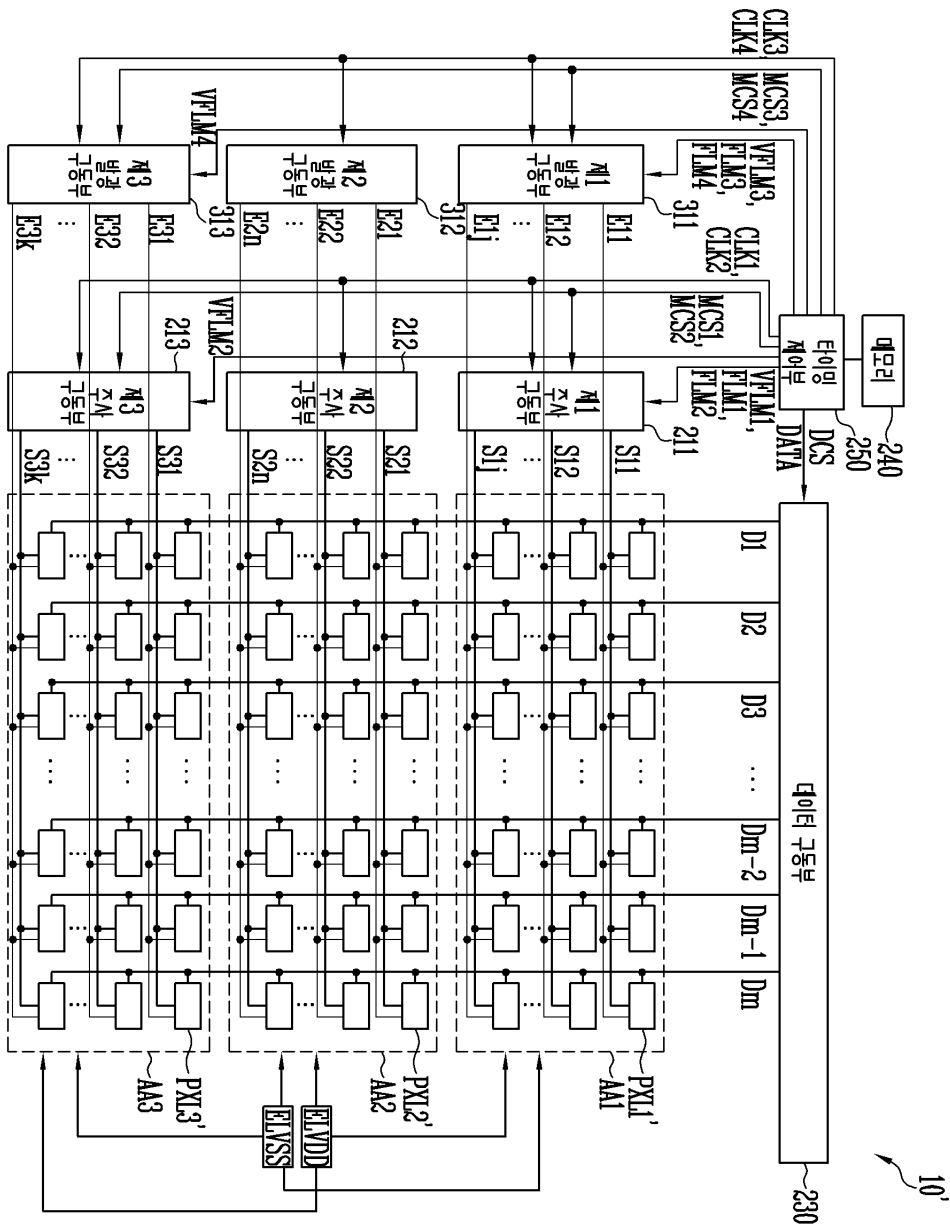 10'
메모리
240
타이밍
제어부
250
DCS
DATA
데이터 구동부
230
CLK3,
CLK4
MCS3,
MCS4
VFLM3,
FLM3,
FLM4
CLK1,
CLK2
MCS1,
MCS2
VFLM1,
FLM1,
FLM2
D1
D2
D3
...
Dm-2
Dm-1
Dm
제1
발광
구동부
311
E11
E12
⋮
E1j
제1
주사
구동부
211
S11
S12
⋮
S1j
PXL1'
AA1
제2
발광
구동부
312
E21
E22
⋮
E2n
제2
주사
구동부
212
S21
S22
⋮
S2n
PXL2'
AA2
ELVDD
ELVSS
VFLM4
제3
발광
구동부
313
E31
E32
⋮
E3k
VFLM2
제3
주사
구동부
213
S31
S32
⋮
S3k
PXL3'
AA3